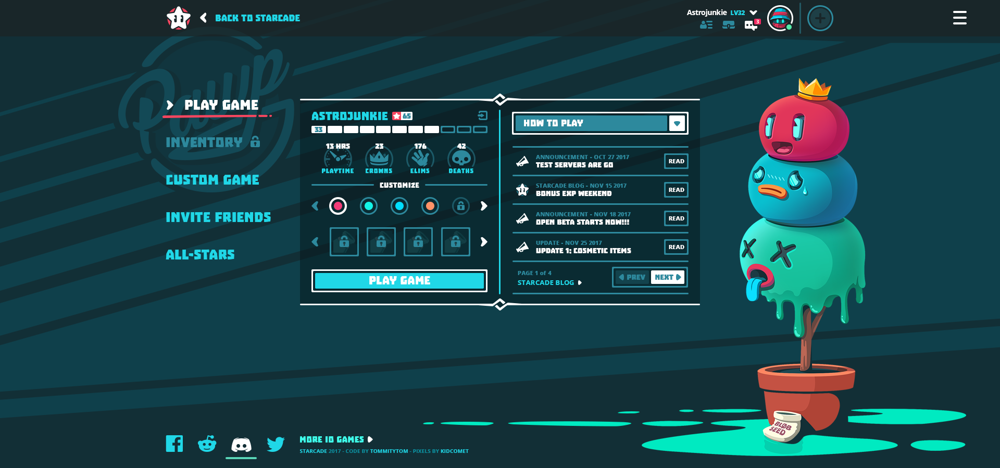 BACK TO STARCADE
Astrojunkie LV32
3
Pawup
PLAY GAME
INVENTORY
CUSTOM GAME
INVITE FRIENDS
ALL-STARS
ASTROJUNKIE 65
33
13 HRS 23 176 42
PLAYTIME CROWNS ELIMS DEATHS
CUSTOMIZE
PLAY GAME
HOW TO PLAY
ANNOUNCEMENT - OCT 27 2017
TEST SERVERS ARE GO
READ
STARCADE BLOG - NOV 15 2017
BONUS EXP WEEKEND
READ
ANNOUNCEMENT - NOV 18 2017
OPEN BETA STARTS NOW!!!
READ
UPDATE - NOV 25 2017
UPDATE 1: COSMETIC ITEMS
READ
PAGE 1 of 4
STARCADE BLOG
PREV NEXT
BLØB
SEED
MORE IO GAMES
STARCADE 2017 - CODE BY TOMMITYTOM - PIXELS BY KIDCOMET